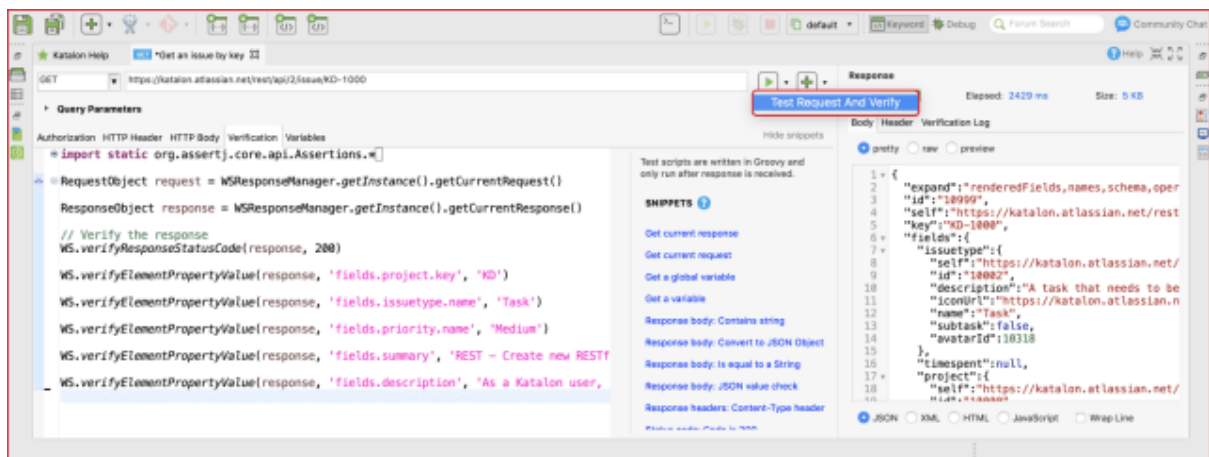 default
Keyword
Debug
Forum Search
Community Chat
Katalon Help
GET *Get an issue by key
Help
GET
https://katalon.atlassian.net/rest/api/2/issue/KD-1000
Query Parameters
Test Request And Verify
Authorization HTTP Header HTTP Body Verification Variables
Hide snippets
import static org.assertj.core.api.Assertions.*
RequestObject request = WSResponseManager.getInstance().getCurrentRequest()
ResponseObject response = WSResponseManager.getInstance().getCurrentResponse()
// Verify the response
WS.verifyResponseStatusCode(response, 200)
WS.verifyElementPropertyValue(response, 'fields.project.key', 'KD')
WS.verifyElementPropertyValue(response, 'fields.issuetype.name', 'Task')
WS.verifyElementPropertyValue(response, 'fields.priority.name', 'Medium')
WS.verifyElementPropertyValue(response, 'fields.summary', 'REST - Create new RESTf
WS.verifyElementPropertyValue(response, 'fields.description', 'As a Katalon user,
Test scripts are written in Groovy and
only run after response is received.
SNIPPETS
Get current response
Get current request
Get a global variable
Get a variable
Response body: Contains string
Response body: Convert to JSON Object
Response body: Is equal to a String
Response body: JSON value check
Response headers: Content-Type header
Status code: Code is 200
Response
Elapsed: 2429 ms
Size: 5 KB
Body Header Verification Log
pretty raw preview
1 {
2 "expand":"renderedFields,names,schema,oper
3 "id":"10999",
4 "self":"https://katalon.atlassian.net/rest
5 "key":"KD-1000",
6 "fields":{
7 "issuetype":{
8 "self":"https://katalon.atlassian.net/
9 "id":"10002",
10 "description":"A task that needs to be
11 "iconUrl":"https://katalon.atlassian.n
12 "name":"Task",
13 "subtask":false,
14 "avatarId":10318
15 },
16 "timespent":null,
17 "project":{
18 "self":"https://katalon.atlassian.net/
JSON XML HTML JavaScript Wrap Line